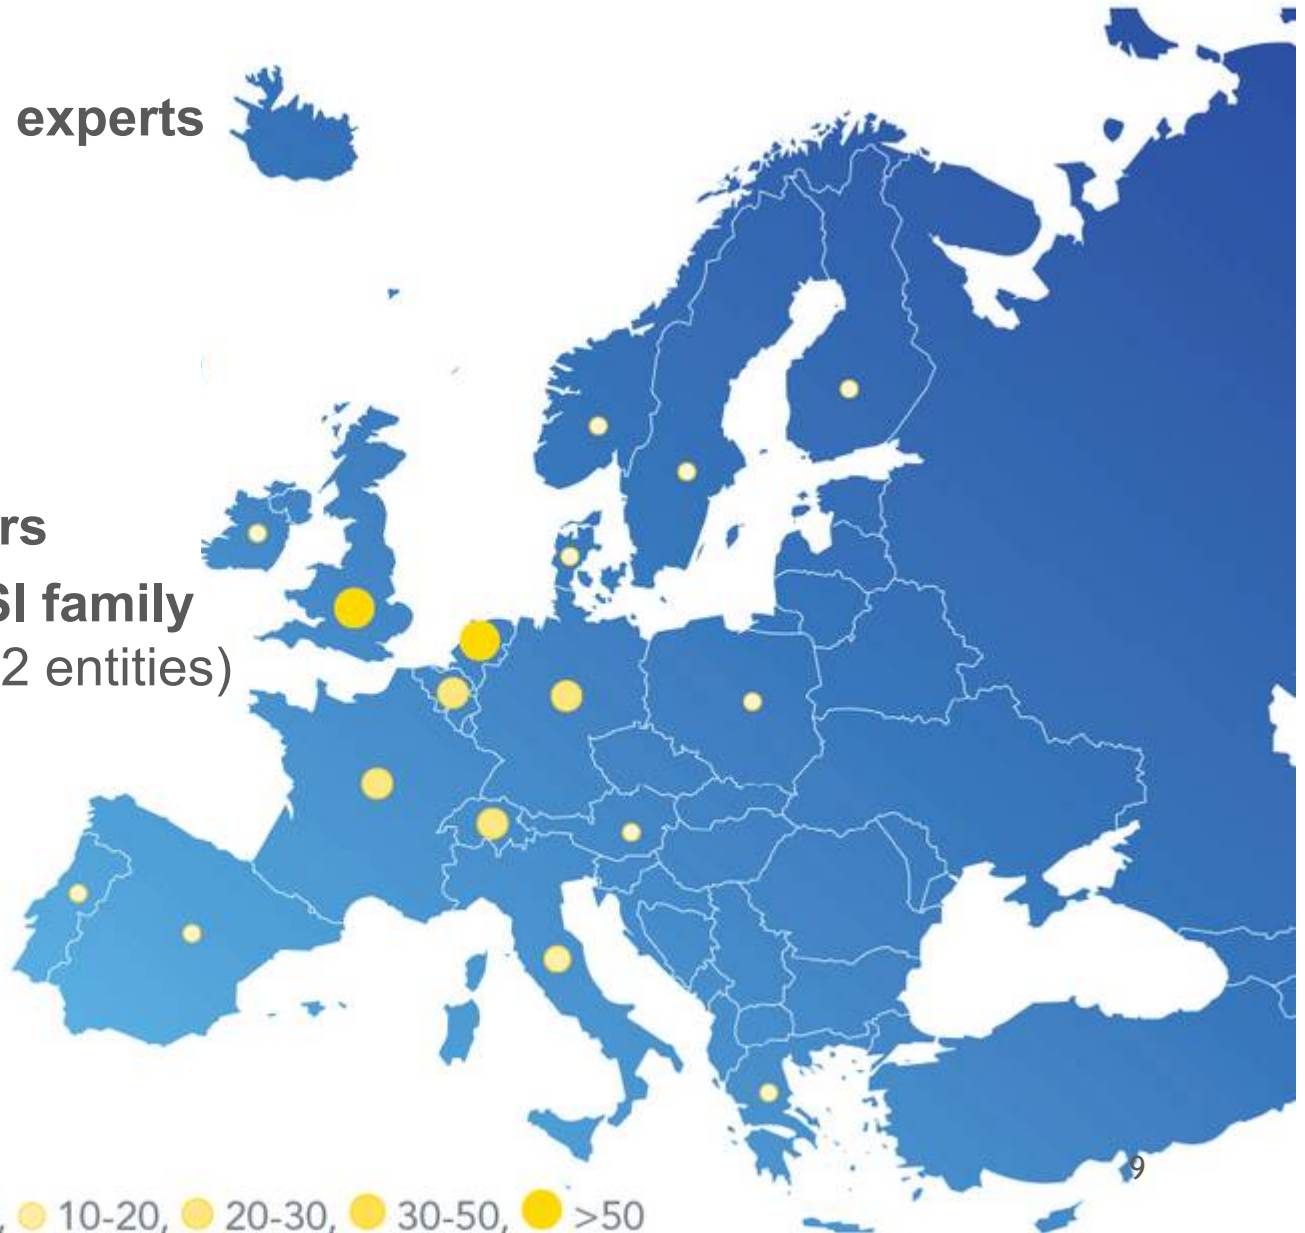 experts
rs
SI family
2 entities)
9
, 10-20, 20-30, 30-50, >50